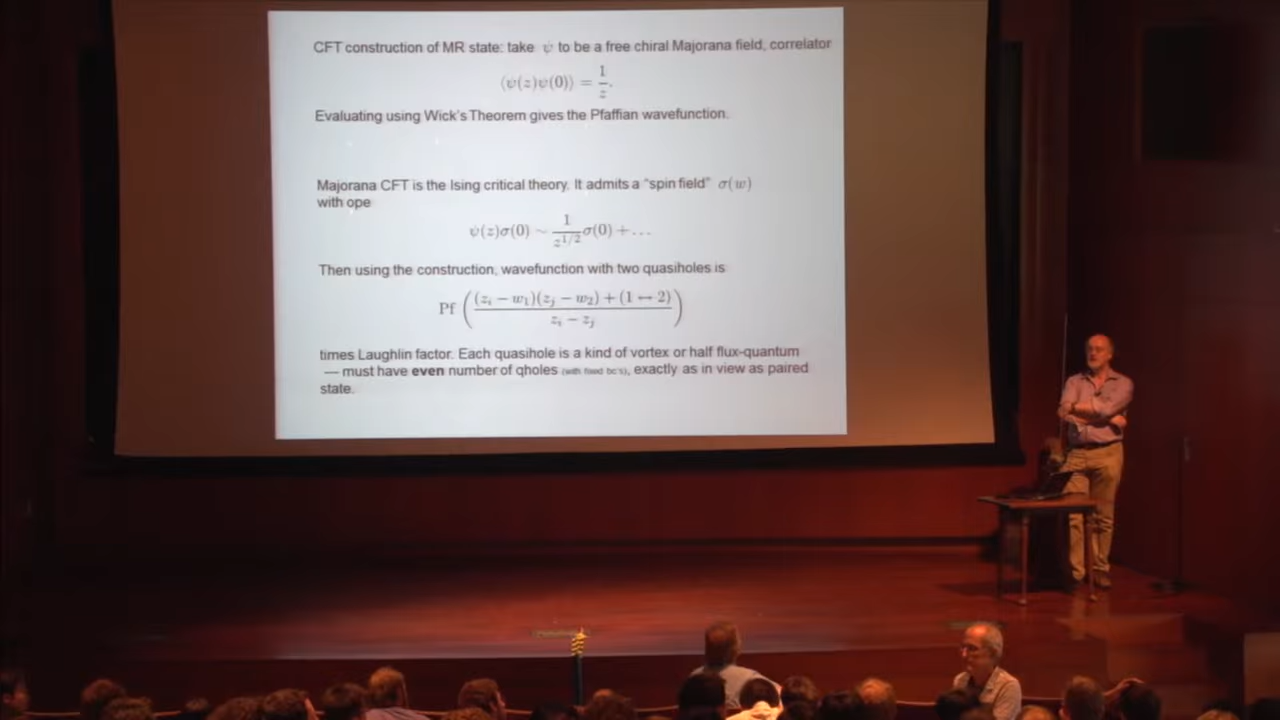 CFT construction of MR state: take ψ to be a free chiral Majorana field, correlator
⟨ψ(z)ψ(0)⟩ = 1/z.
Evaluating using Wick's Theorem gives the Pfaffian wavefunction.
Majorana CFT is the Ising critical theory. It admits a "spin field" σ(w)
with ope
ψ(z)σ(0) ~ 1/z^{1/2} σ(0) + ...
Then using the construction, wavefunction with two quasiholes is
Pf ( ((z_i − w_1)(z_j − w_2) + (1 ↔ 2)) / (z_i − z_j) )
times Laughlin factor. Each quasihole is a kind of vortex or half flux-quantum
— must have even number of qholes (with fixed bc's), exactly as in view as paired
state.